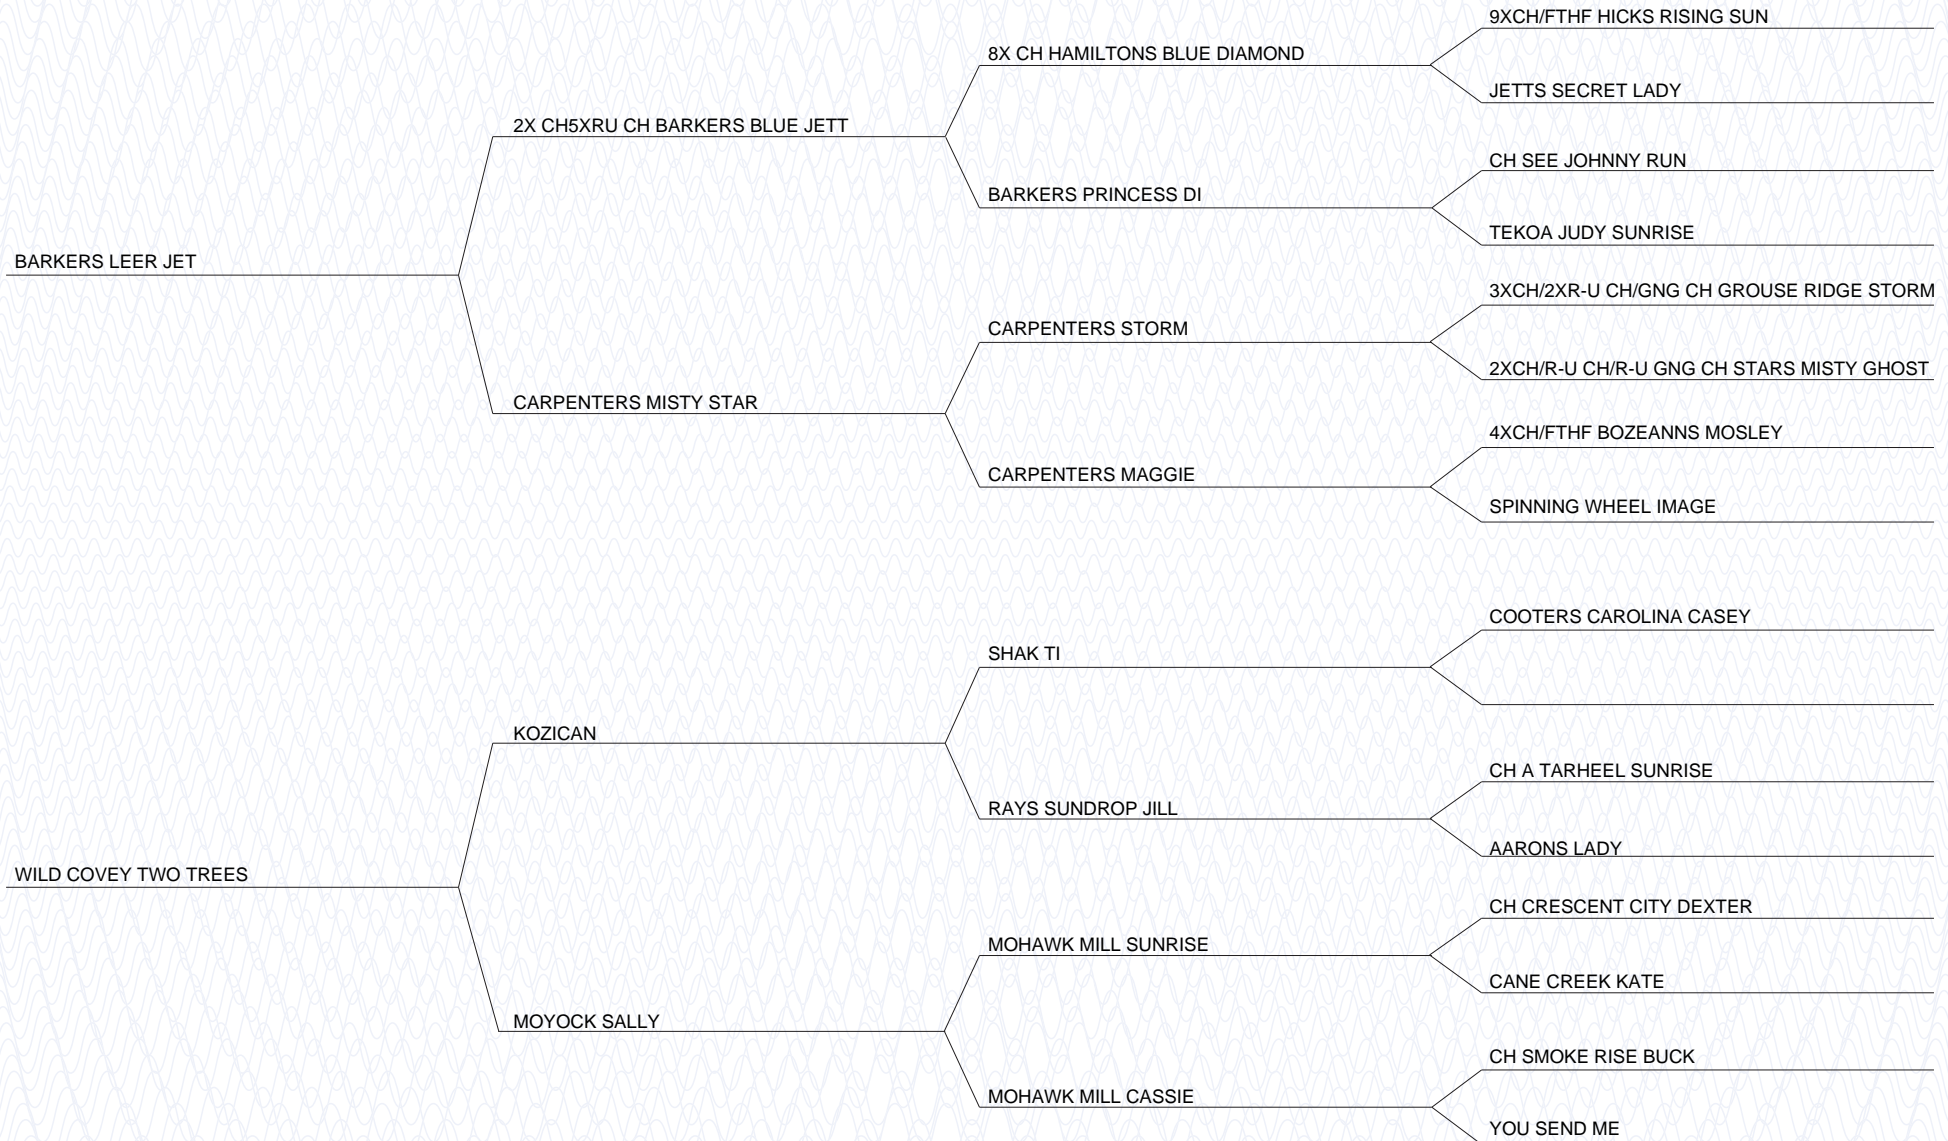 9XCH/FTHF HICKS RISING SUN
8X CH HAMILTONS BLUE DIAMOND
JETTS SECRET LADY
2X CH5XRU CH BARKERS BLUE JETT
CH SEE JOHNNY RUN
BARKERS PRINCESS DI
TEKOA JUDY SUNRISE
BARKERS LEER JET
3XCH/2XR-U CH/GNG CH GROUSE RIDGE STORM
CARPENTERS STORM
2XCH/R-U CH/R-U GNG CH STARS MISTY GHOST
CARPENTERS MISTY STAR
4XCH/FTHF BOZEANNS MOSLEY
CARPENTERS MAGGIE
SPINNING WHEEL IMAGE
COOTERS CAROLINA CASEY
SHAK TI
KOZICAN
CH A TARHEEL SUNRISE
RAYS SUNDROP JILL
AARONS LADY
WILD COVEY TWO TREES
CH CRESCENT CITY DEXTER
MOHAWK MILL SUNRISE
CANE CREEK KATE
MOYOCK SALLY
CH SMOKE RISE BUCK
MOHAWK MILL CASSIE
YOU SEND ME